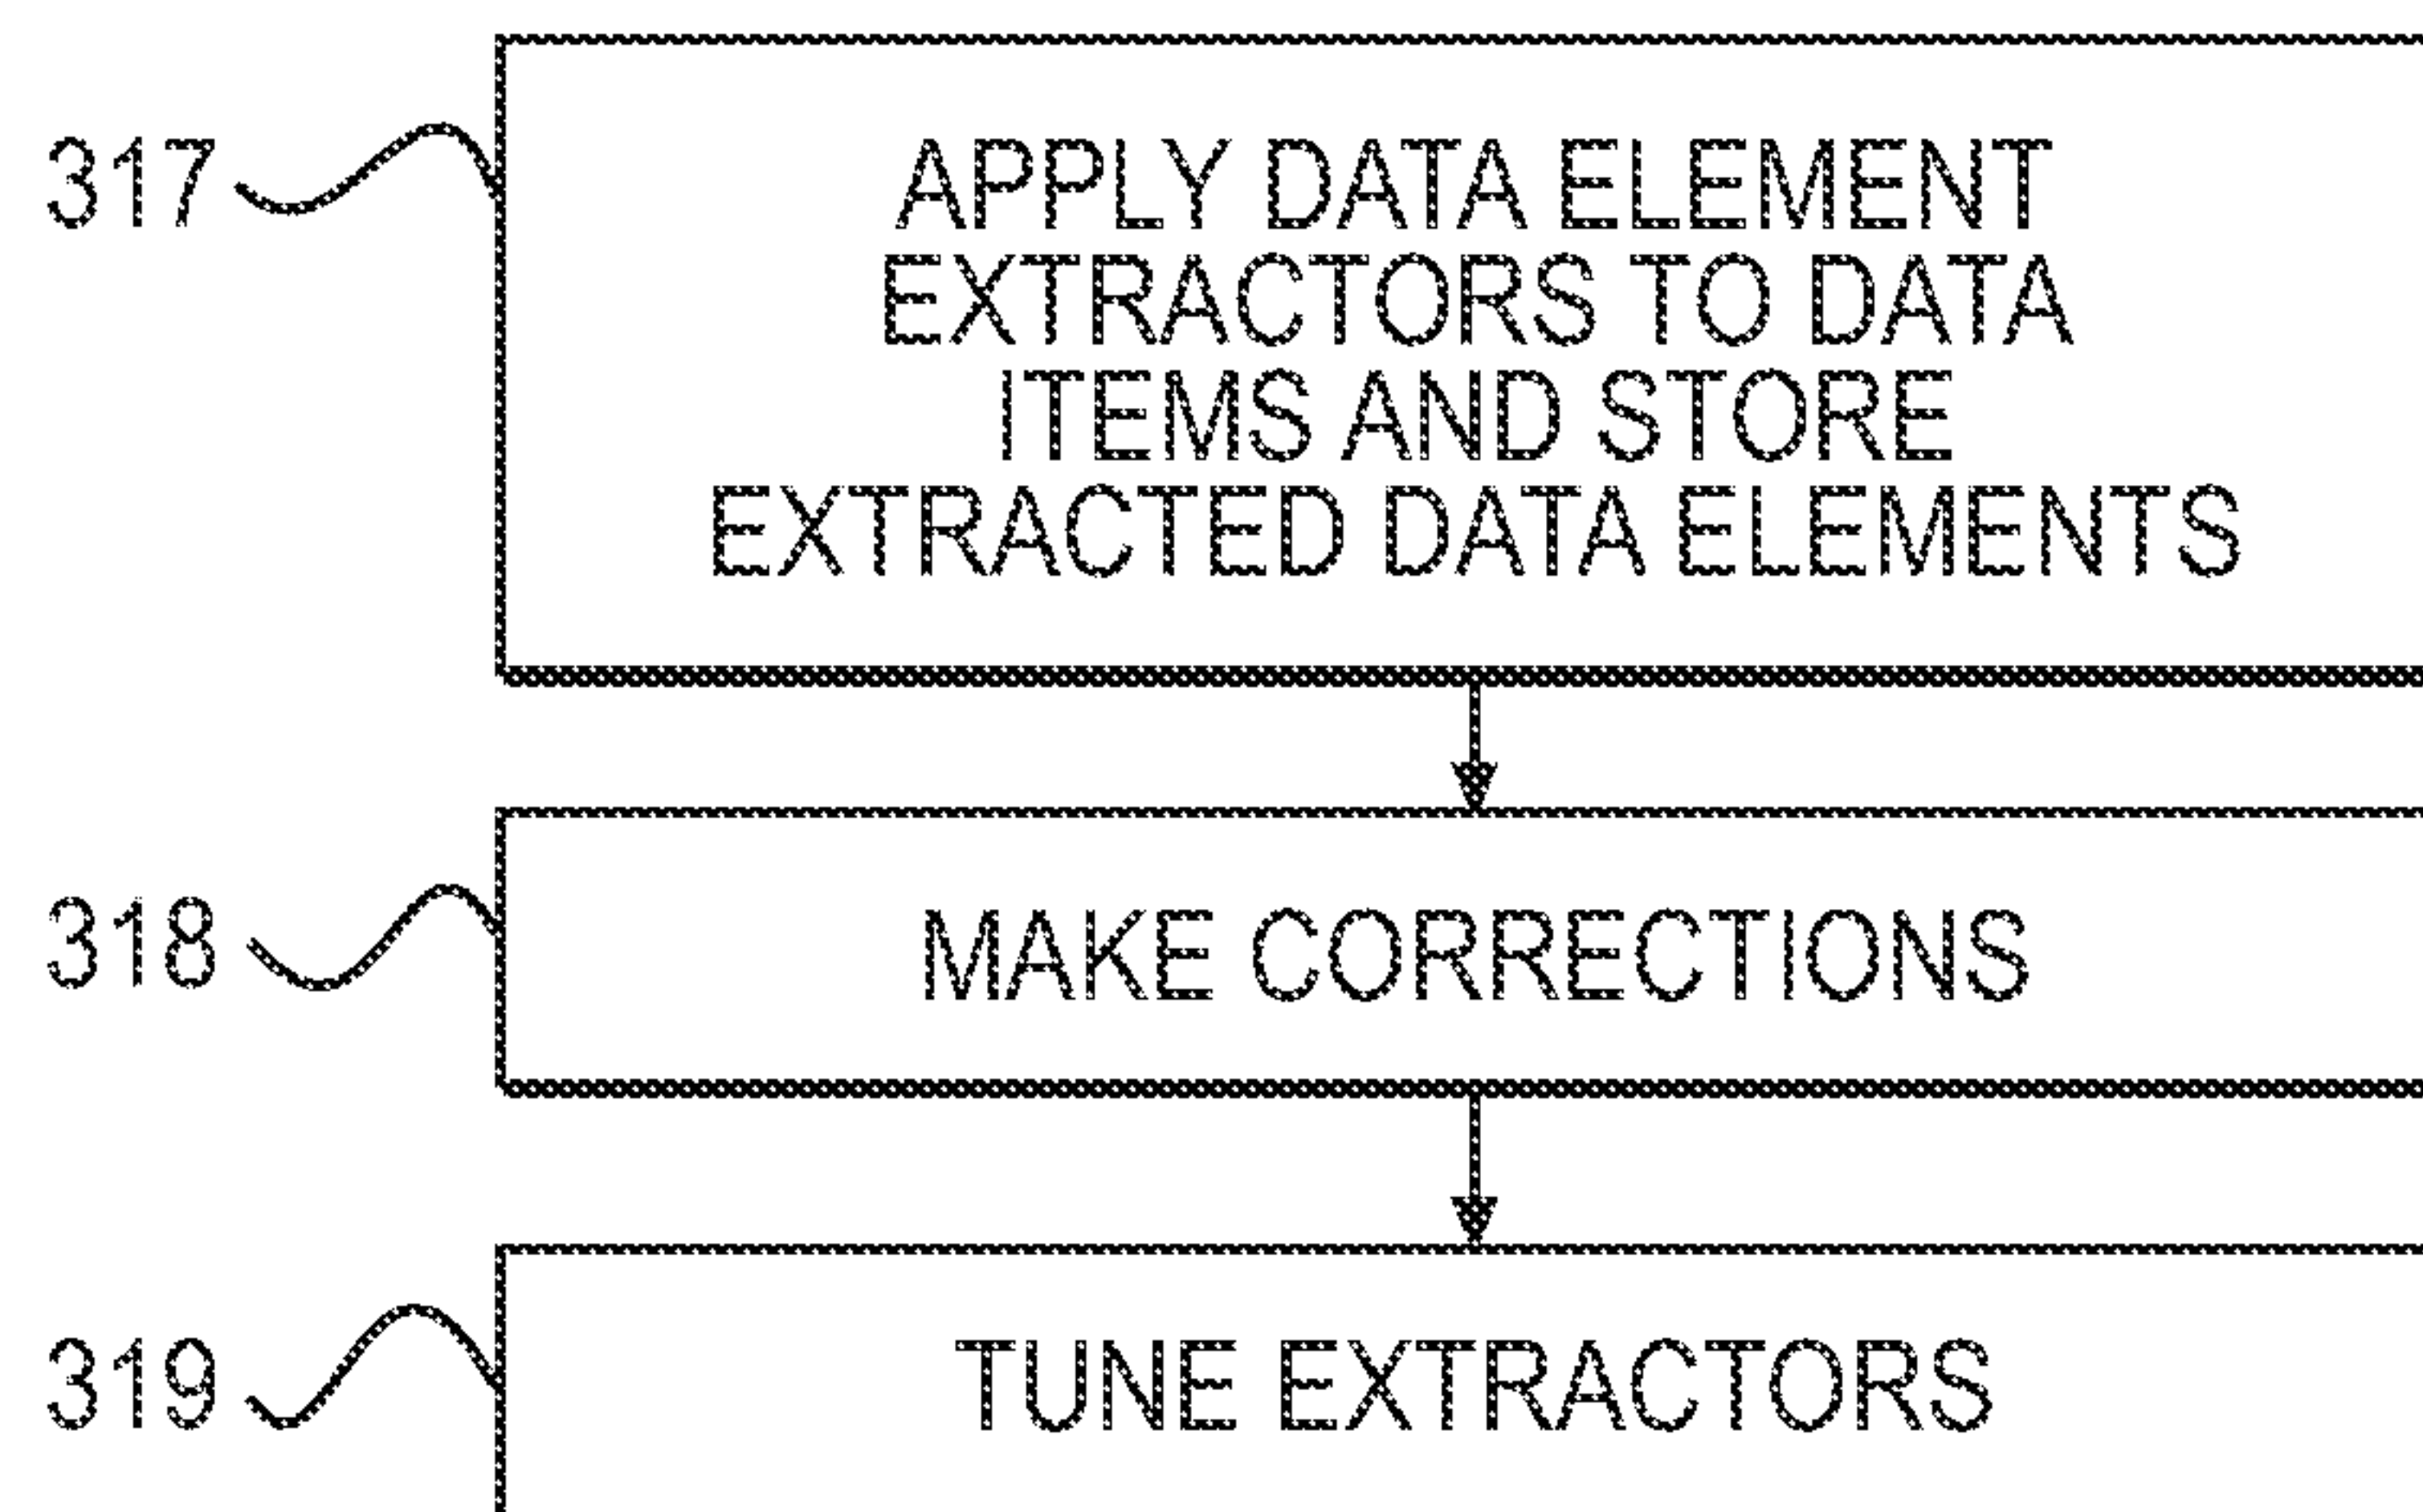 317
APPLY DATA ELEMENT
EXTRACTORS TO DATA
ITEMS AND STORE
EXTRACTED DATA ELEMENTS
318
MAKE CORRECTIONS
319
TUNE EXTRACTORS